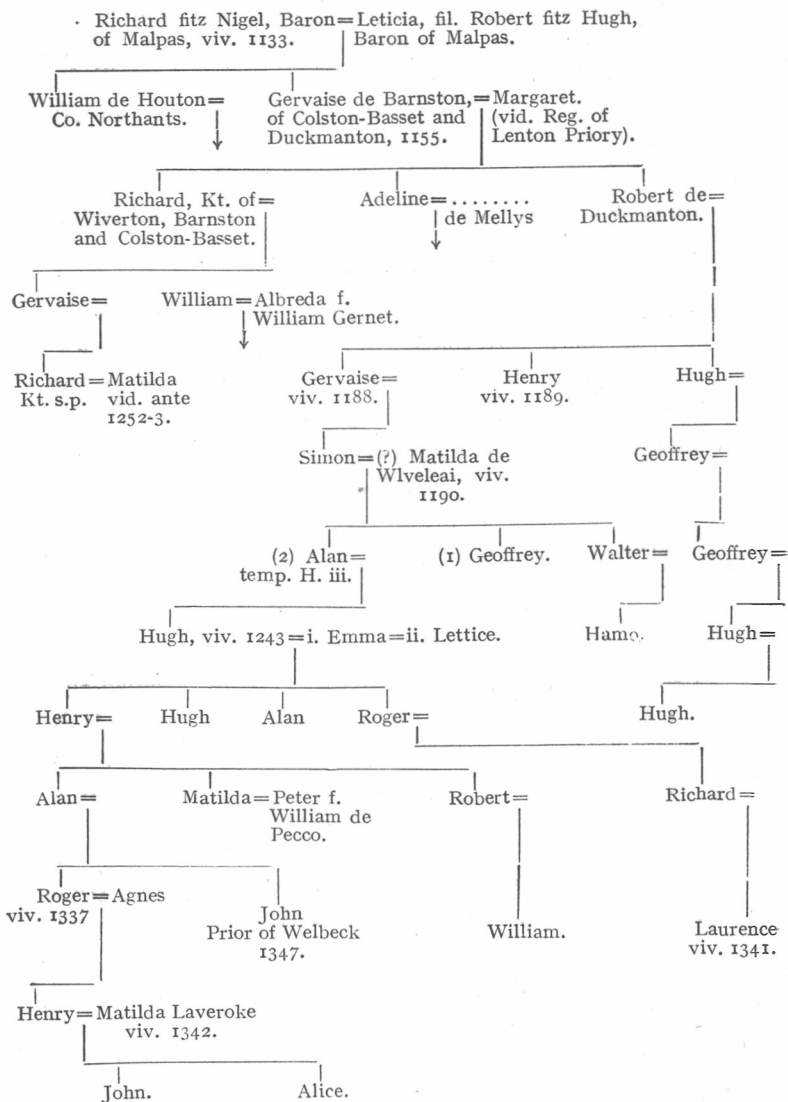 Richard fitz Nigel, Baron = Leticia, fil. Robert fitz Hugh,
of Malpas, viv. 1133. Baron of Malpas.
William de Houton =
Co. Northants.
Gervaise de Barnston, = Margaret.
of Colston-Basset and (vid. Reg. of
Duckmanton, 1155. Lenton Priory).
Richard, Kt. of =
Wiverton, Barnston
and Colston-Basset.
Adeline = ........
de Mellys
Robert de =
Duckmanton.
Gervaise =
William = Albreda f.
William Gernet.
Richard = Matilda
Kt. s.p. vid. ante
1252-3.
Gervaise =
viv. 1188.
Henry
viv. 1189.
Hugh =
Simon = (?) Matilda de
Wlveleai, viv.
1190.
Geoffrey =
(2) Alan =
temp. H. iii.
(1) Geoffrey.
Walter =
Geoffrey =
Hugh, viv. 1243 = i. Emma = ii. Lettice.
Hamo.
Hugh =
Henry =
Hugh
Alan
Roger =
Hugh.
Alan =
Matilda = Peter f.
William de
Pecco.
Robert =
Richard =
Roger = Agnes
viv. 1337
John
Prior of Welbeck
1347.
William.
Laurence
viv. 1341.
Henry = Matilda Laveroke
viv. 1342.
John.
Alice.